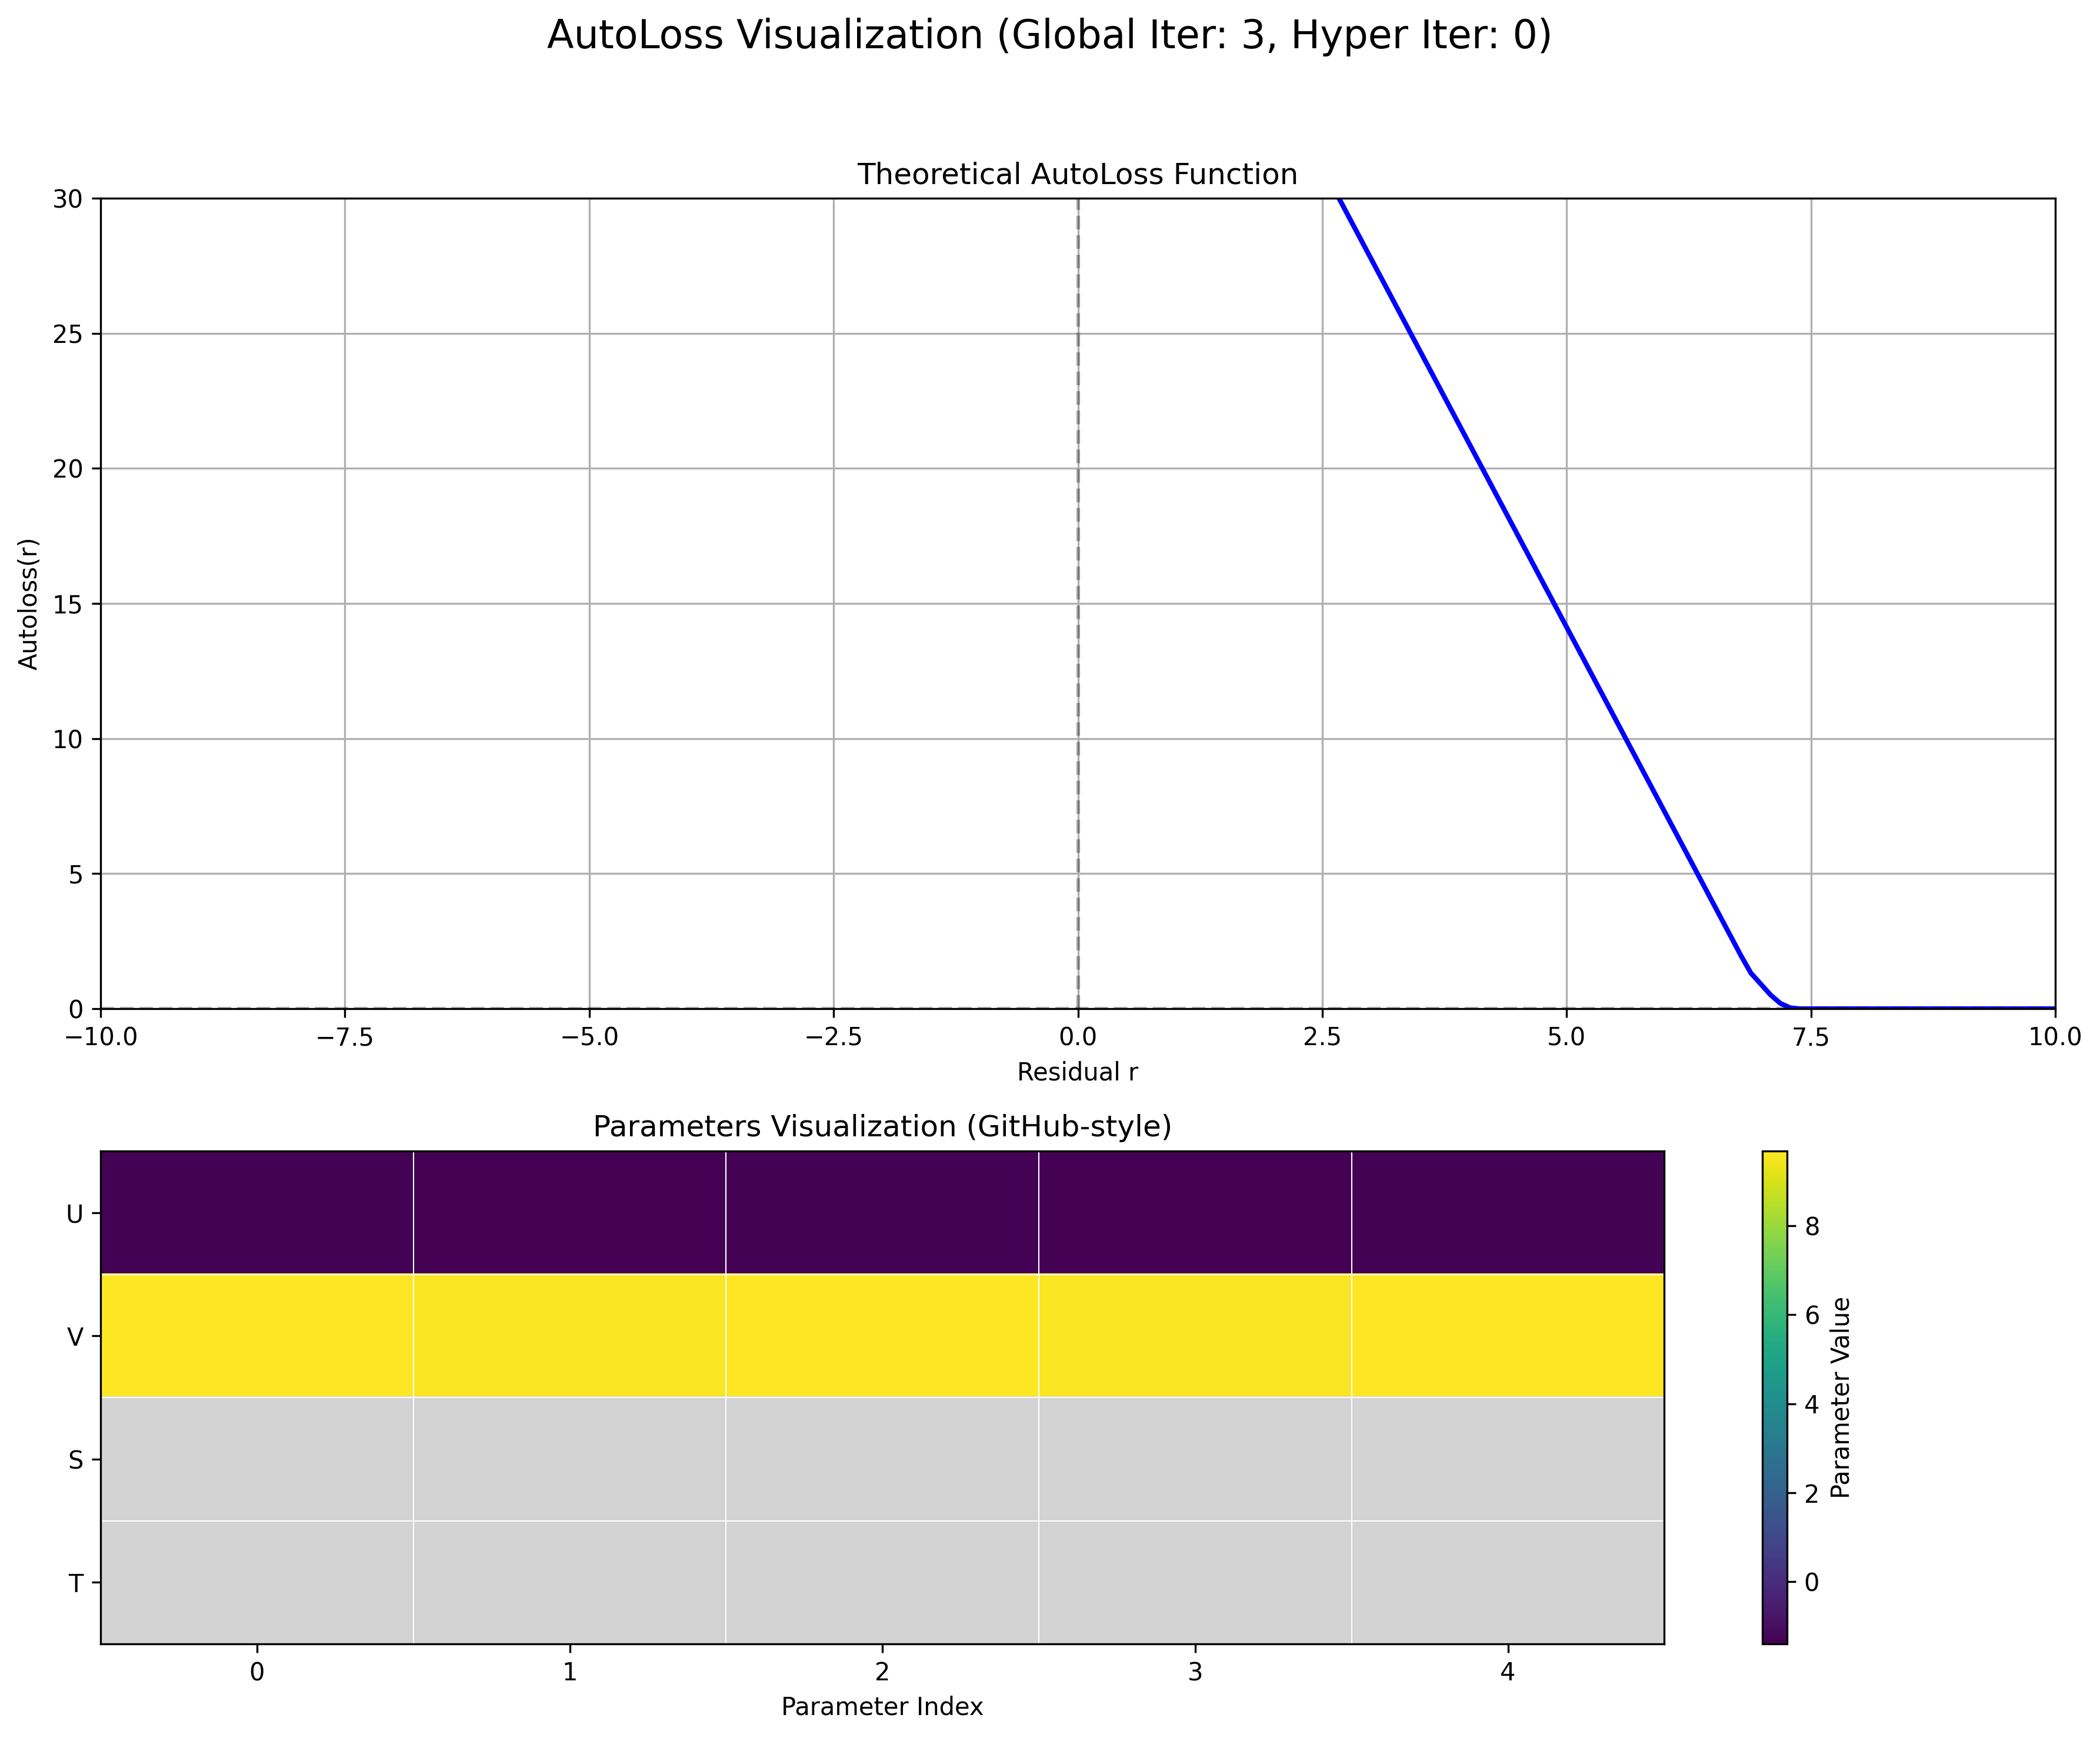 AutoLoss Visualization (Global Iter: 3, Hyper Iter: 0)
Theoretical AutoLoss Function
30
25
20
15
10
5
0
Autoloss(r)
−10.0 −7.5 −5.0 −2.5 0.0 2.5 5.0 7.5 10.0
Residual r
Parameters Visualization (GitHub-style)
U
V
S
T
0 1 2 3 4
Parameter Index
8
6
4
2
0
Parameter Value